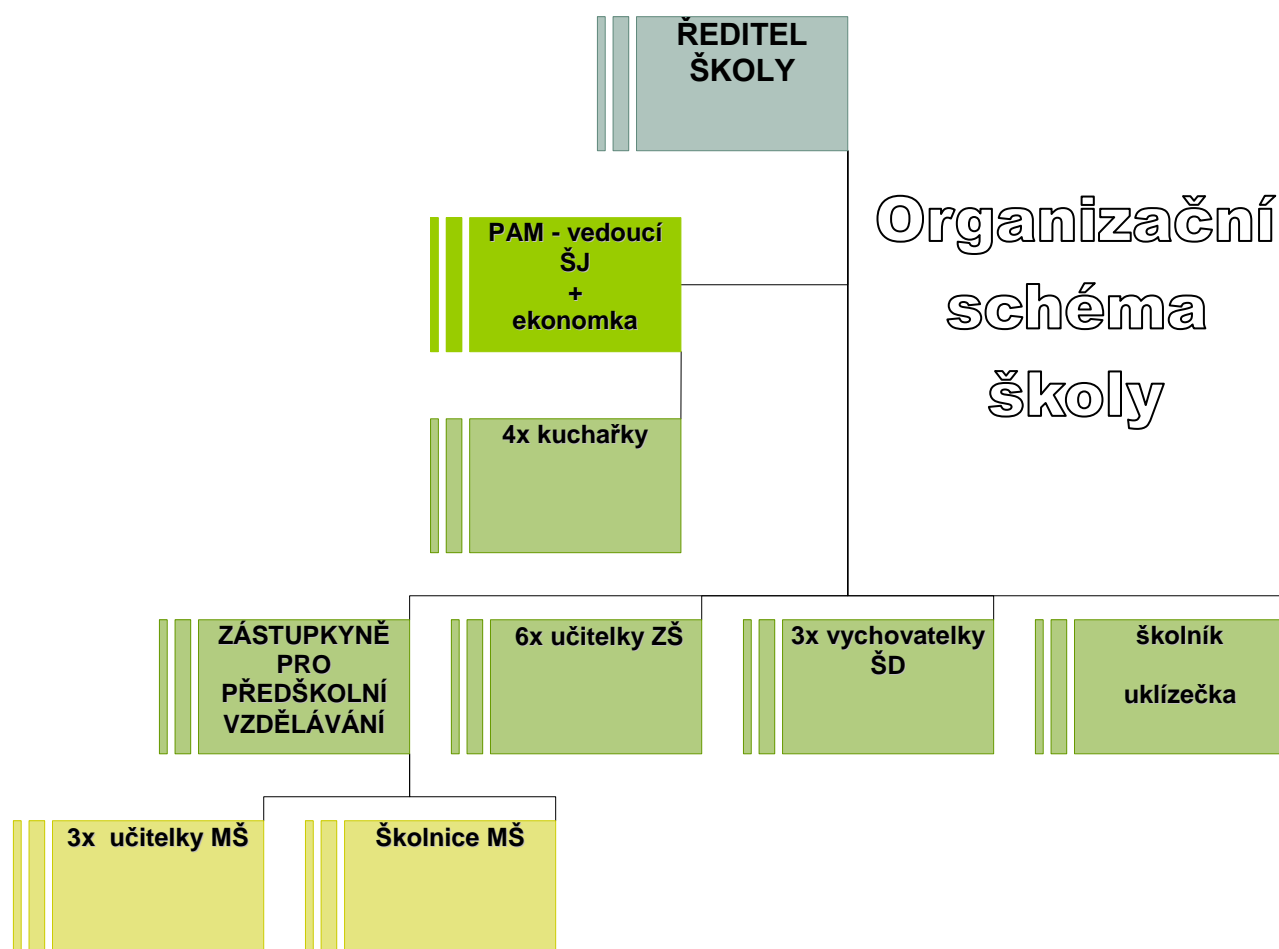 ŘEDITEL
ŠKOLY
Organizační
schéma
školy
PAM - vedoucí
ŠJ
+
ekonomka
4x kuchařky
ZÁSTUPKYNĚ
PRO
PŘEDŠKOLNÍ
VZDĚLÁVÁNÍ
6x učitelky ZŠ
3x vychovatelky
ŠD
školník
uklízečka
3x  učitelky MŠ
Školnice MŠ